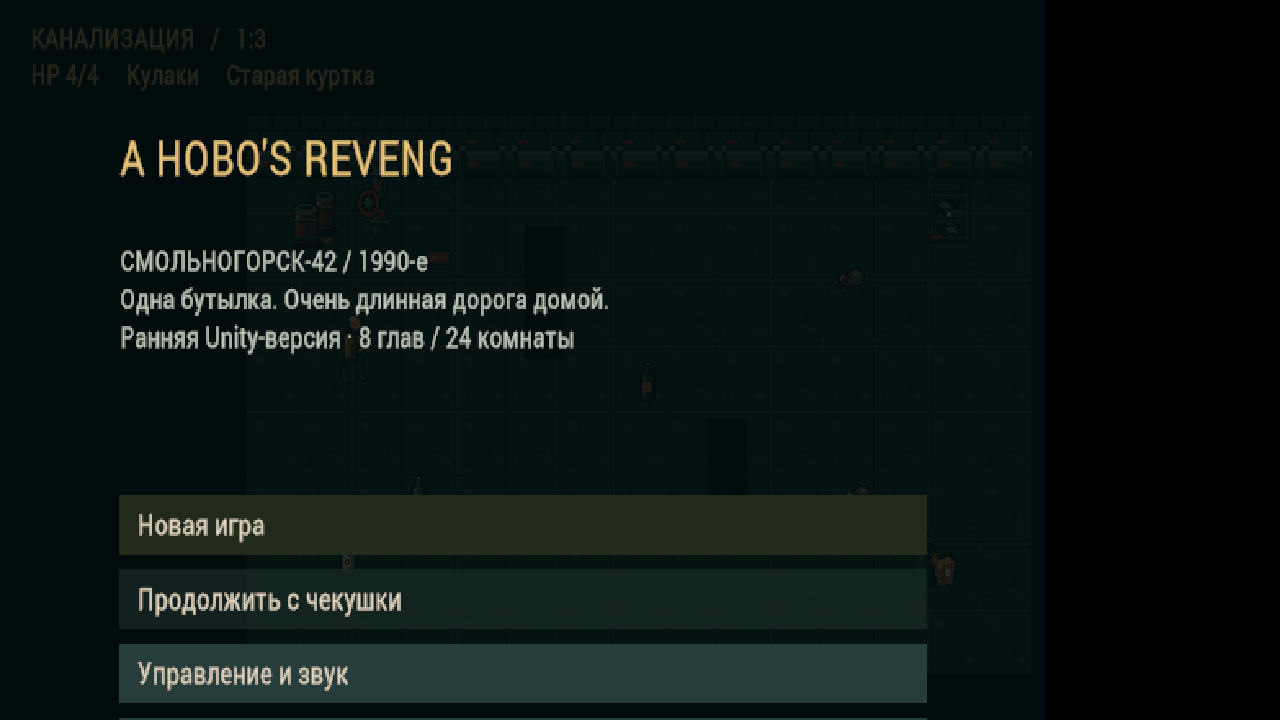 КАНАЛИЗАЦИЯ / 1:3
HP 4/4 Кулаки Старая куртка
A HOBO'S REVENG
СМОЛЬНОГОРСК-42 / 1990-е
Одна бутылка. Очень длинная дорога домой.
Ранняя Unity-версия · 8 глав / 24 комнаты
Новая игра
Продолжить с чекушки
Управление и звук